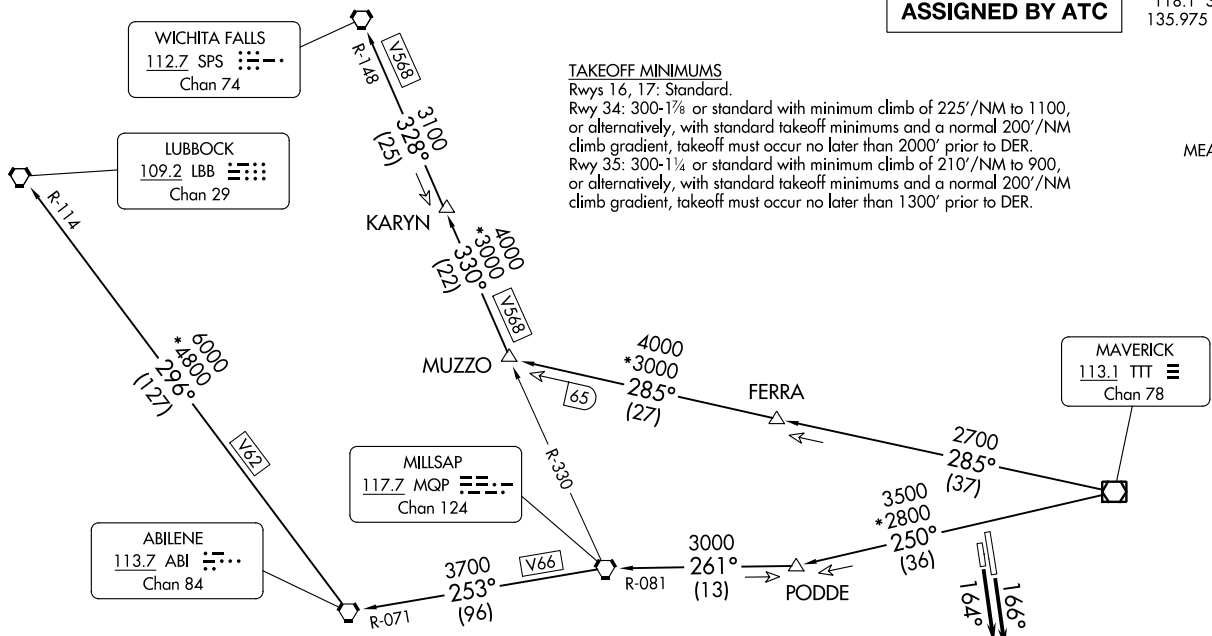 ASSIGNED BY ATC
135.975
WICHITA FALLS
112.7 SPS
Chan 74
R-148
V568
3100
328°
(25)
TAKEOFF MINIMUMS
Rwys 16, 17: Standard.
Rwy 34: 300-1⅞ or standard with minimum climb of 225'/NM to 1100,
or alternatively, with standard takeoff minimums and a normal 200'/NM
climb gradient, takeoff must occur no later than 2000' prior to DER.
Rwy 35: 300-1¼ or standard with minimum climb of 210'/NM to 900,
or alternatively, with standard takeoff minimums and a normal 200'/NM
climb gradient, takeoff must occur no later than 1300' prior to DER.
MEA
LUBBOCK
109.2 LBB
Chan 29
R-114
KARYN
4000
*3000
330°
(22)
V568
6000
*4800
296°
(127)
V62
MUZZO
65
4000
*3000
285°
(27)
FERRA
MAVERICK
113.1 TTT
Chan 78
2700
285°
(37)
R-330
MILLSAP
117.7 MQP
Chan 124
3500
*2800
250°
(36)
ABILENE
113.7 ABI
Chan 84
R-071
3700
253°
(96)
V66
R-081
3000
261°
(13)
PODDE
164°
166°